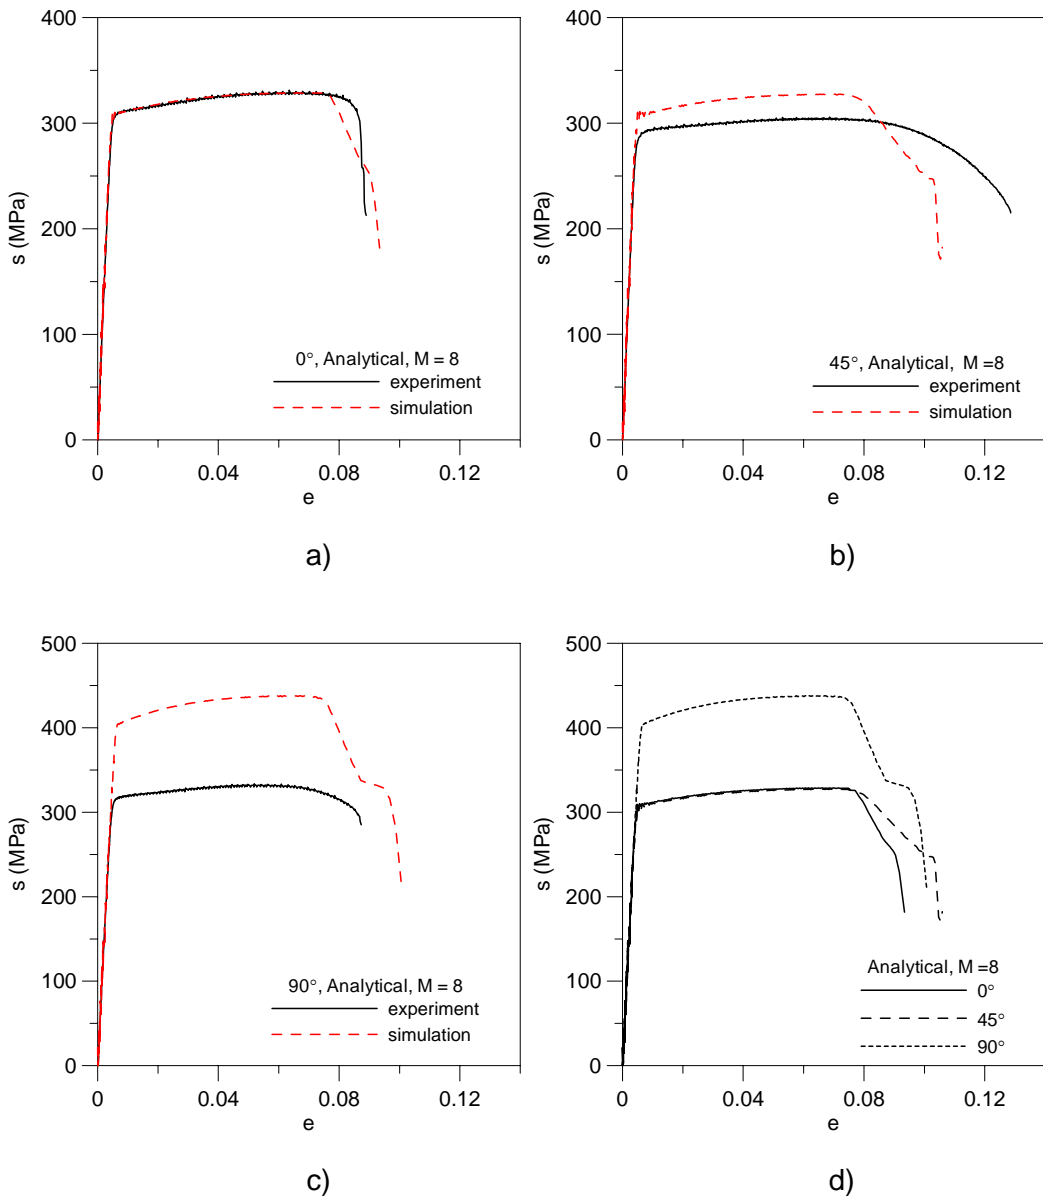 400
300
200
100
0
s (MPa)
0°, Analytical, M = 8
experiment
simulation
0
0.04
0.08
0.12
e
a)
400
300
200
100
0
s (MPa)
45°, Analytical, M =8
experiment
simulation
0
0.04
0.08
0.12
e
b)
500
400
300
200
100
0
s (MPa)
90°, Analytical, M = 8
experiment
simulation
0
0.04
0.08
0.12
e
c)
500
400
300
200
100
0
s (MPa)
Analytical, M =8
0°
45°
90°
0
0.04
0.08
0.12
e
d)